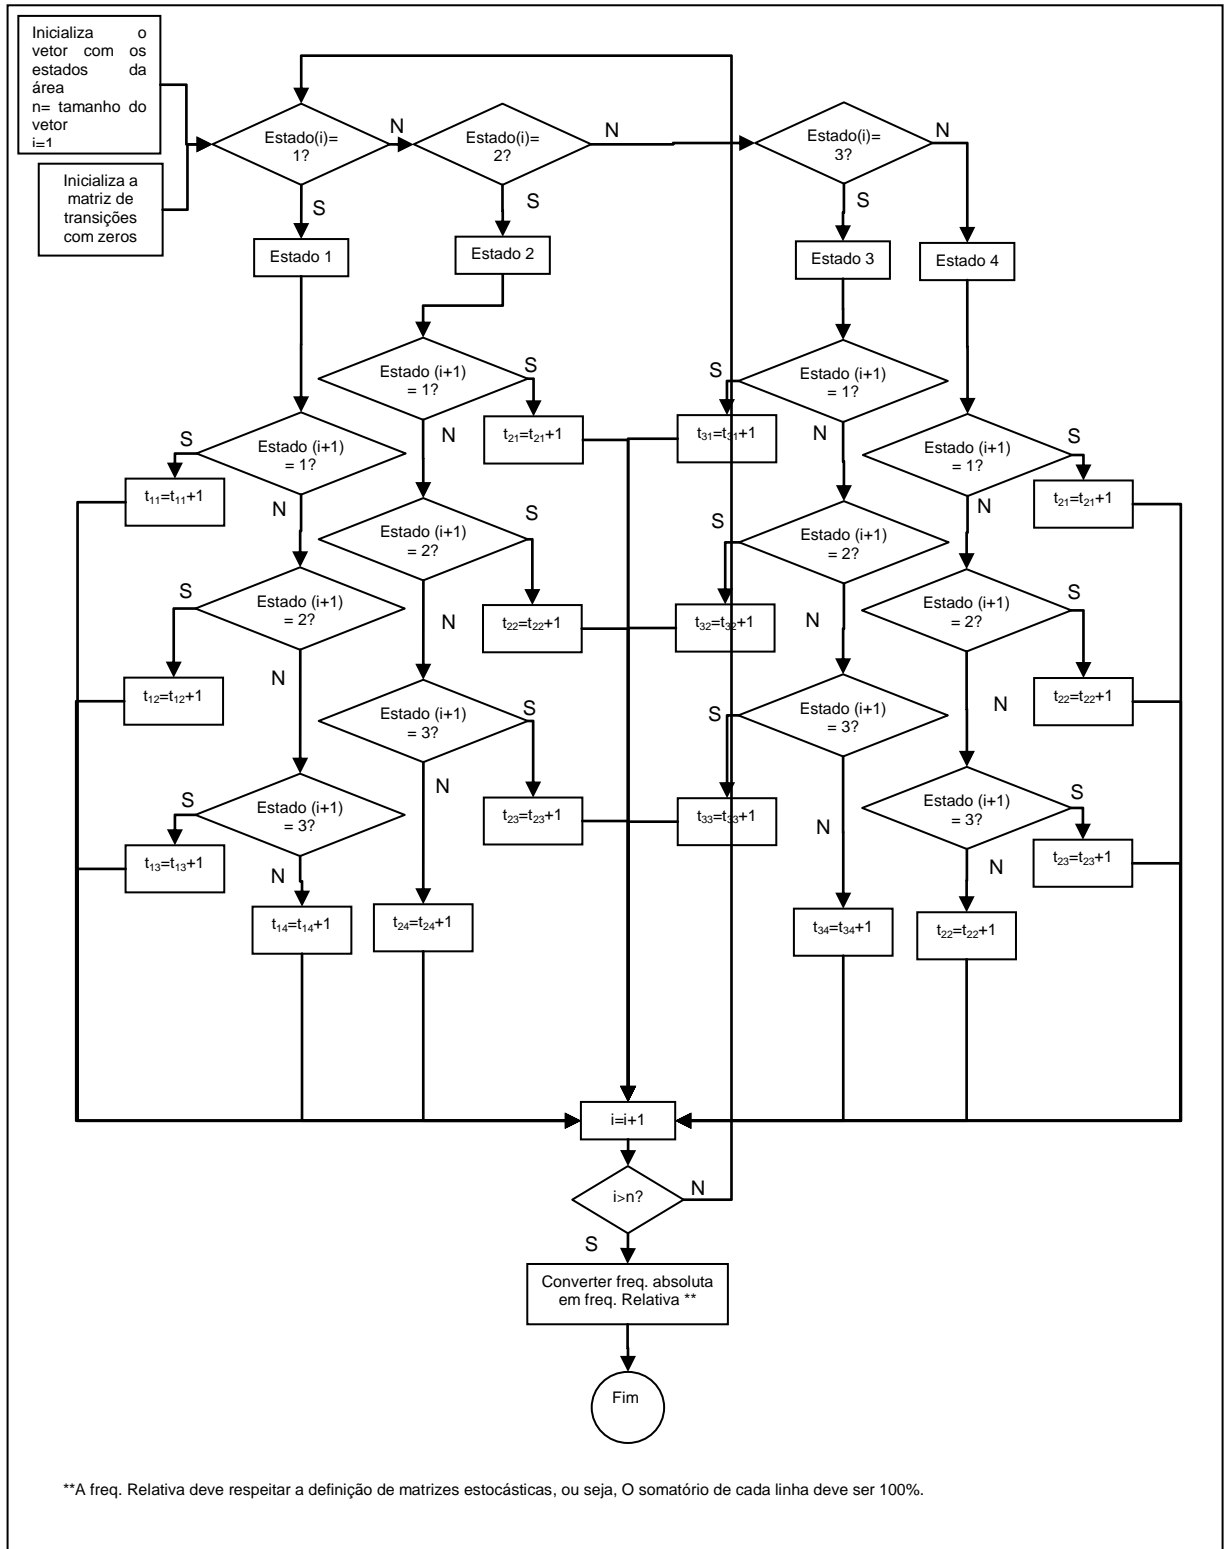 Inicializa o
vetor com os
estados da
área
n= tamanho do
vetor
i=1
Inicializa a
matriz de
transições
com zeros
Estado(i)=
1?
N
S
Estado(i)=
2?
N
S
Estado(i)=
3?
N
S
Estado 1
Estado 2
Estado 3
Estado 4
Estado (i+1)
= 1?
S
N
t11=t11+1
Estado (i+1)
= 2?
S
N
t12=t12+1
Estado (i+1)
= 3?
S
N
t13=t13+1
t14=t14+1
Estado (i+1)
= 1?
S
N
t21=t21+1
Estado (i+1)
= 2?
S
N
t22=t22+1
Estado (i+1)
= 3?
S
N
t23=t23+1
t24=t24+1
Estado (i+1)
= 1?
S
N
t31=t31+1
Estado (i+1)
= 2?
S
N
t32=t32+1
Estado (i+1)
= 3?
S
N
t33=t33+1
t34=t34+1
Estado (i+1)
= 1?
S
N
t21=t21+1
Estado (i+1)
= 2?
S
N
t22=t22+1
Estado (i+1)
= 3?
S
N
t23=t23+1
t22=t22+1
i=i+1
i>n?
N
S
Converter freq. absoluta
em freq. Relativa **
Fim
**A freq. Relativa deve respeitar a definição de matrizes estocásticas, ou seja, O somatório de cada linha deve ser 100%.